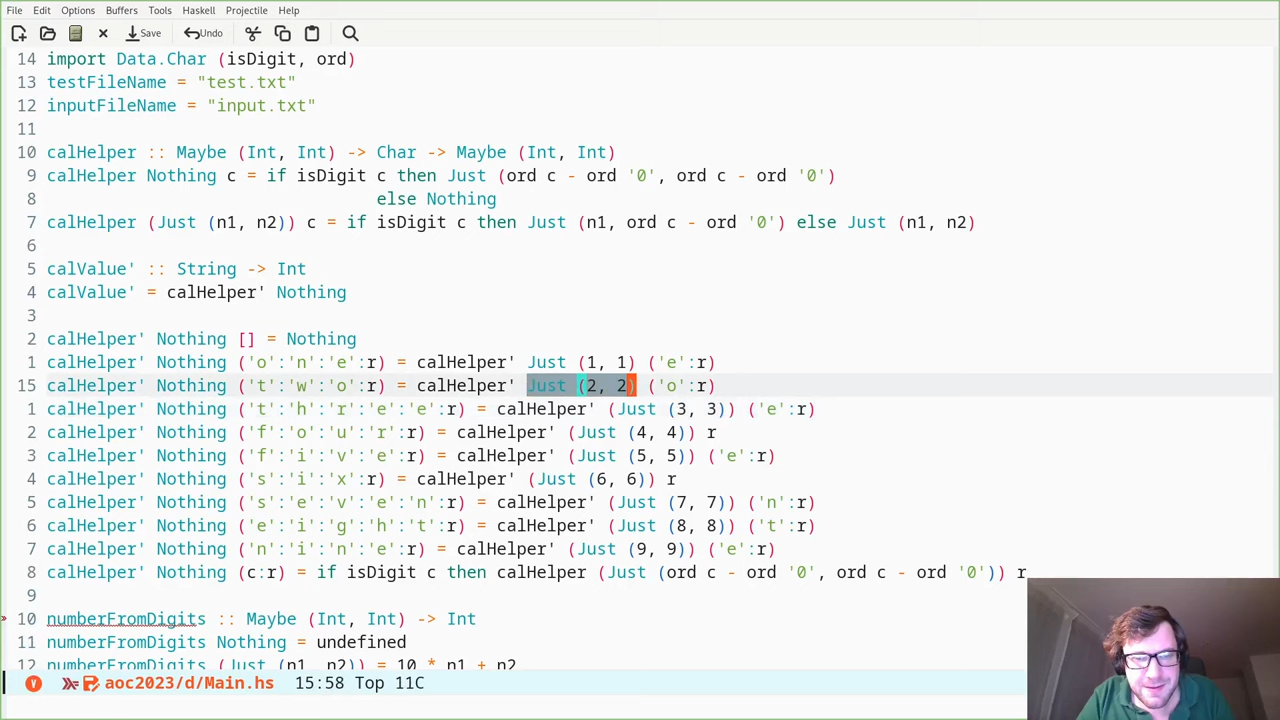 File Edit Options Buffers Tools Haskell Projectile Help
Save Undo
14 import Data.Char (isDigit, ord)
13 testFileName = "test.txt"
12 inputFileName = "input.txt"
11
10 calHelper :: Maybe (Int, Int) -> Char -> Maybe (Int, Int)
9 calHelper Nothing c = if isDigit c then Just (ord c - ord '0', ord c - ord '0')
8 else Nothing
7 calHelper (Just (n1, n2)) c = if isDigit c then Just (n1, ord c - ord '0') else Just (n1, n2)
6
5 calValue' :: String -> Int
4 calValue' = calHelper' Nothing
3
2 calHelper' Nothing [] = Nothing
1 calHelper' Nothing ('o':'n':'e':r) = calHelper' Just (1, 1) ('e':r)
15 calHelper' Nothing ('t':'w':'o':r) = calHelper' Just (2, 2) ('o':r)
1 calHelper' Nothing ('t':'h':'r':'e':'e':r) = calHelper' (Just (3, 3)) ('e':r)
2 calHelper' Nothing ('f':'o':'u':'r':r) = calHelper' (Just (4, 4)) r
3 calHelper' Nothing ('f':'i':'v':'e':r) = calHelper' (Just (5, 5)) ('e':r)
4 calHelper' Nothing ('s':'i':'x':r) = calHelper' (Just (6, 6)) r
5 calHelper' Nothing ('s':'e':'v':'e':'n':r) = calHelper' (Just (7, 7)) ('n':r)
6 calHelper' Nothing ('e':'i':'g':'h':'t':r) = calHelper' (Just (8, 8)) ('t':r)
7 calHelper' Nothing ('n':'i':'n':'e':r) = calHelper' (Just (9, 9)) ('e':r)
8 calHelper' Nothing (c:r) = if isDigit c then calHelper (Just (ord c - ord '0', ord c - ord '0')) r
9
10 numberFromDigits :: Maybe (Int, Int) -> Int
11 numberFromDigits Nothing = undefined
12 numberFromDigits (Just (n1, n2)) = 10 * n1 + n2
V aoc2023/d/Main.hs 15:58 Top 11C